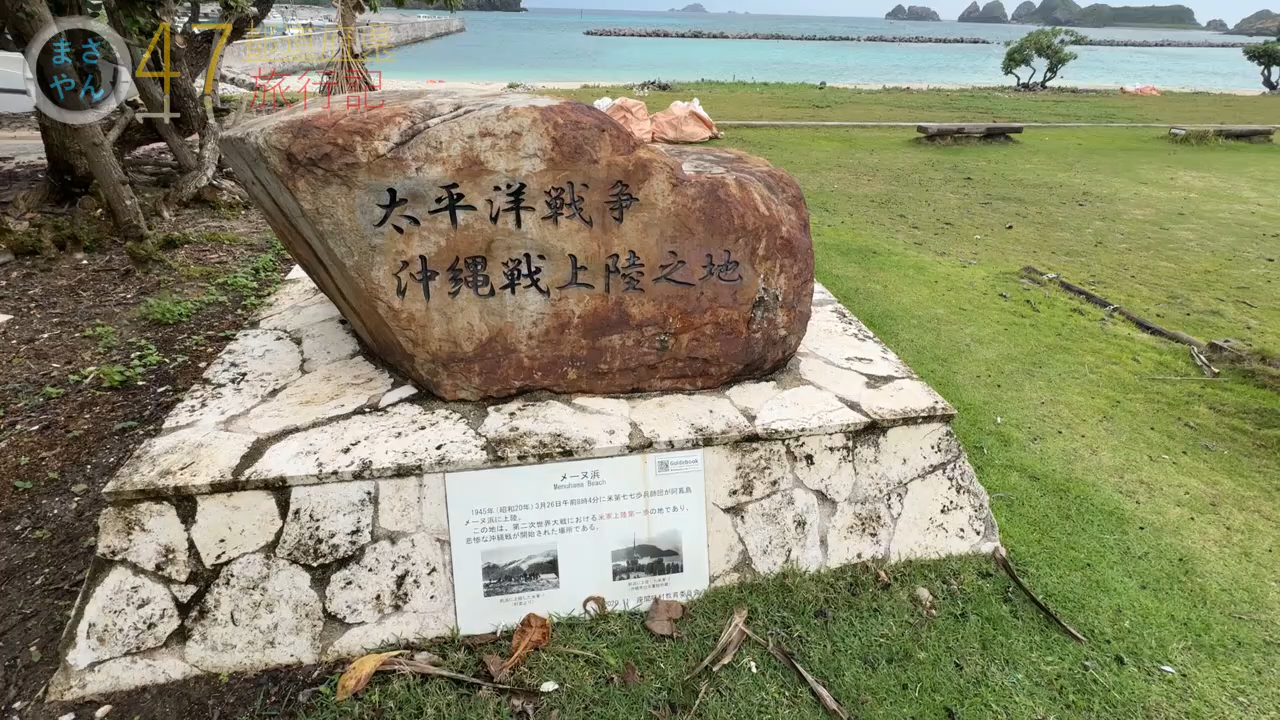 まさ
やん
47
旅行記
太平洋戦争
沖縄戦上陸之地
メーヌ浜
Menuhama Beach
Guidebook
1945年(昭和20年)3月26日午前8時4分に米第七七歩兵師団が阿嘉島
メーヌ浜に上陸。
この地は、第二次世界大戦における米軍上陸第一歩の地であり、
悲惨な沖縄戦が開始された場所である。